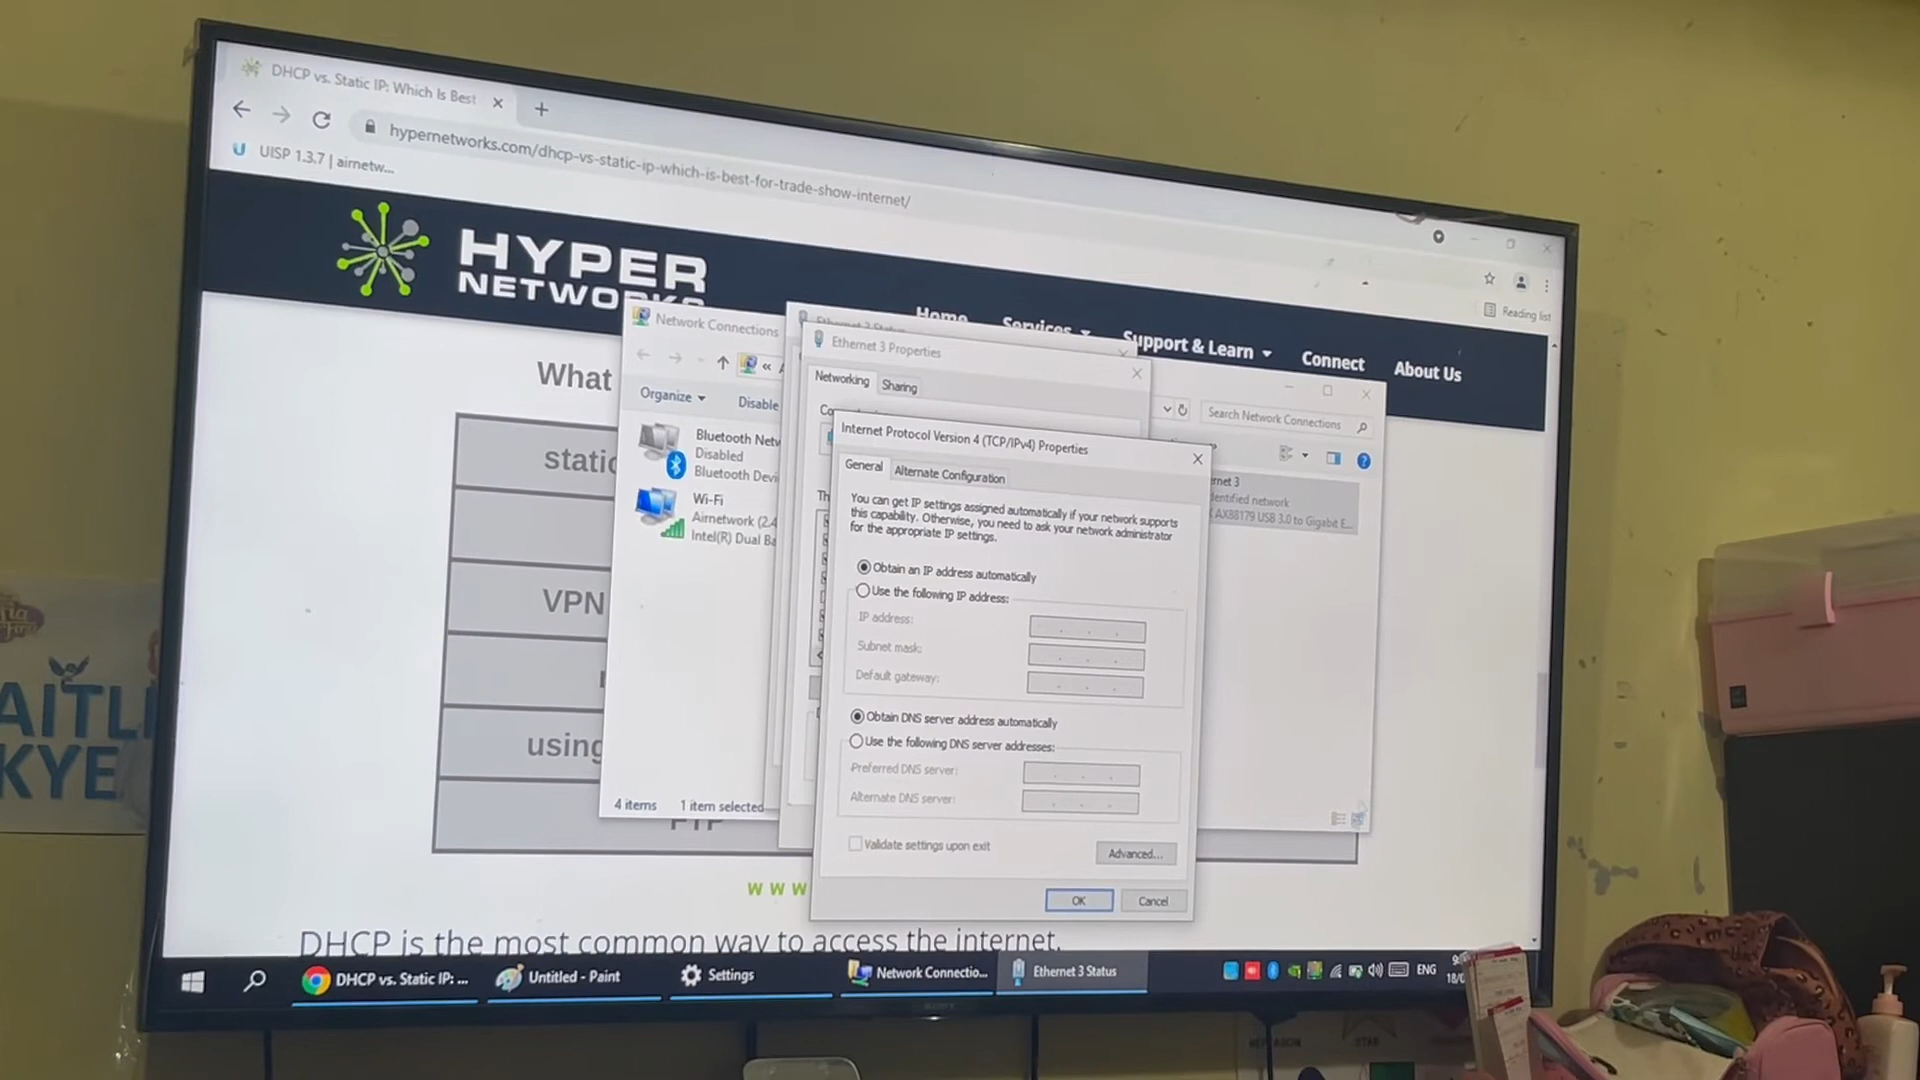 DHCP vs. Static IP: Which Is Best
hypernetworks.com/dhcp-vs-static-ip-which-is-best-for-trade-show-internet/
UISP 1.3.7 | airnetw...
Reading list
HYPER
NETWORKS
Home
Services
Support & Learn
Connect
About Us
What
static
VPN
using
FTP
WWW
DHCP is the most common way to access the internet.
Network Connections
Search Network Connections
Organize
Disable
Bluetooth Netw
Disabled
Bluetooth Devi
Wi-Fi
Airnetwork (2.4
Intel(R) Dual Ba
rnet 3
dentified network
AX88179 USB 3.0 to Gigabit E...
4 items
1 item selected
Ethernet 3 Status
Ethernet 3 Properties
Networking
Sharing
Co
Th
Internet Protocol Version 4 (TCP/IPv4) Properties
General
Alternate Configuration
You can get IP settings assigned automatically if your network supports
this capability. Otherwise, you need to ask your network administrator
for the appropriate IP settings.
Obtain an IP address automatically
Use the following IP address:
IP address:
Subnet mask:
Default gateway:
Obtain DNS server address automatically
Use the following DNS server addresses:
Preferred DNS server:
Alternate DNS server:
Validate settings upon exit
Advanced...
OK
Cancel
DHCP vs. Static IP: ...
Untitled - Paint
Settings
Network Connectio...
Ethernet 3 Status
ENG
AITLI
KYE